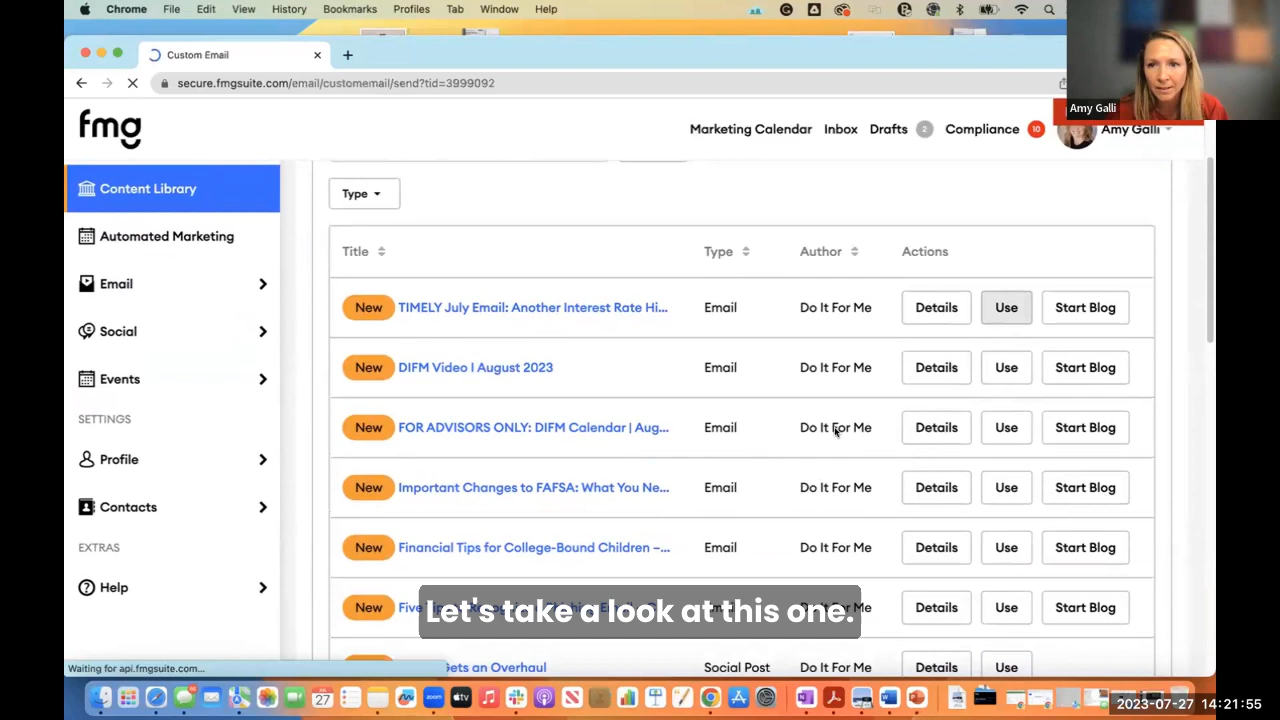 Chrome File Edit View History Bookmarks Profiles Tab Window Help
Custom Email
secure.fmgsuite.com/email/customemail/send?tid=3999092
Amy Galli
fmg
Marketing Calendar Inbox Drafts 2 Compliance 10 Amy Galli
Content Library
Automated Marketing
Email
Social
Events
SETTINGS
Profile
Contacts
EXTRAS
Help
Type
Title Type Author Actions
New TIMELY July Email: Another Interest Rate Hi... Email Do It For Me Details Use Start Blog
New DIFM Video I August 2023 Email Do It For Me Details Use Start Blog
New FOR ADVISORS ONLY: DIFM Calendar | Aug... Email Do It For Me Details Use Start Blog
New Important Changes to FAFSA: What You Ne... Email Do It For Me Details Use Start Blog
New Financial Tips for College-Bound Children –... Email Do It For Me Details Use Start Blog
New Do It For Me Details Use Start Blog
Let's take a look at this one.
Gets an Overhaul Social Post Do It For Me Details Use
Waiting for api.fmgsuite.com...
JUL
27
zoom
tv
2023-07-27 14:21:55